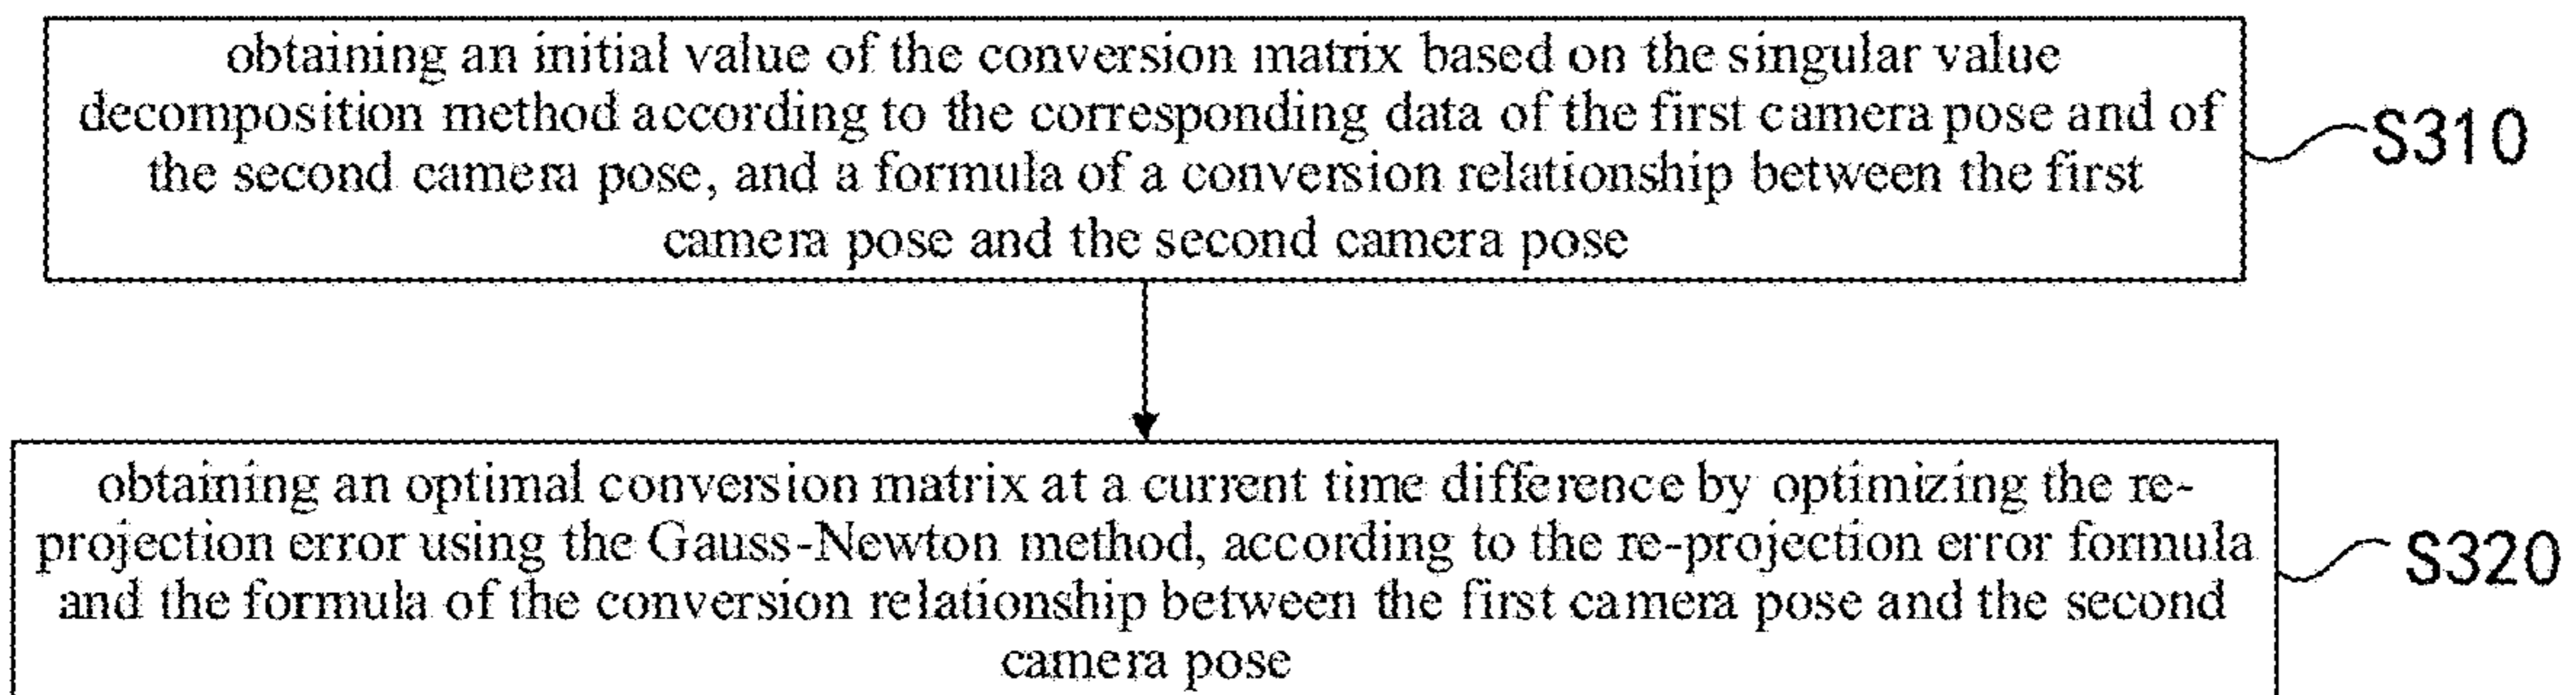 obtaining an initial value of the conversion matrix based on the singular value
decomposition method according to the corresponding data of the first camera pose and of
the second camera pose, and a formula of a conversion relationship between the first
camera pose and the second camera pose
S310
obtaining an optimal conversion matrix at a current time difference by optimizing the re-
projection error using the Gauss-Newton method, according to the re-projection error formula
and the formula of the conversion relationship between the first camera pose and the second
camera pose
S320